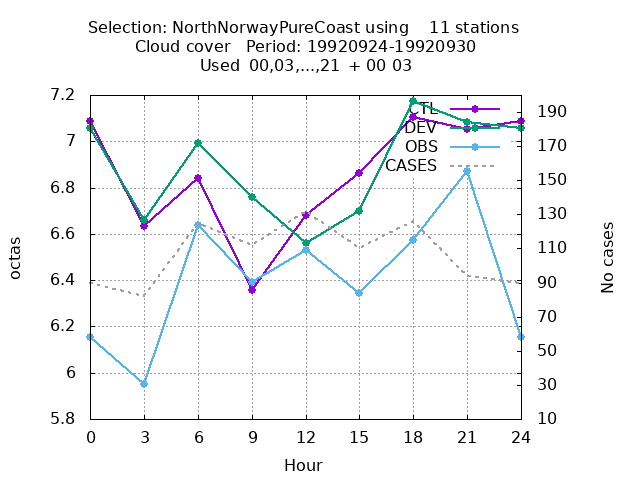 Selection: NorthNorwayPureCoast using    11 stations
Cloud cover   Period: 19920924-19920930
Used  00,03,...,21  + 00 03
7.2
7
6.8
6.6
6.4
6.2
6
5.8
octas
190
170
150
130
110
90
70
50
30
10
No cases
CTL
DEV
OBS
CASES
0 3 6 9 12 15 18 21 24
Hour